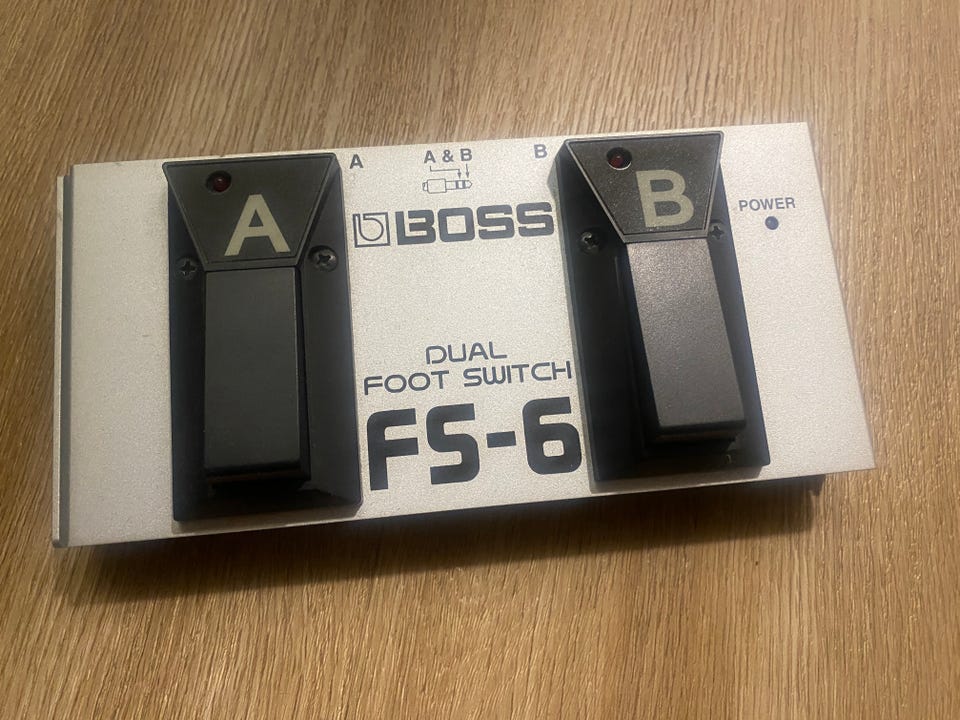 A
A & B
B
A
B
POWER
BOSS
DUAL
FOOT SWITCH
FS-6